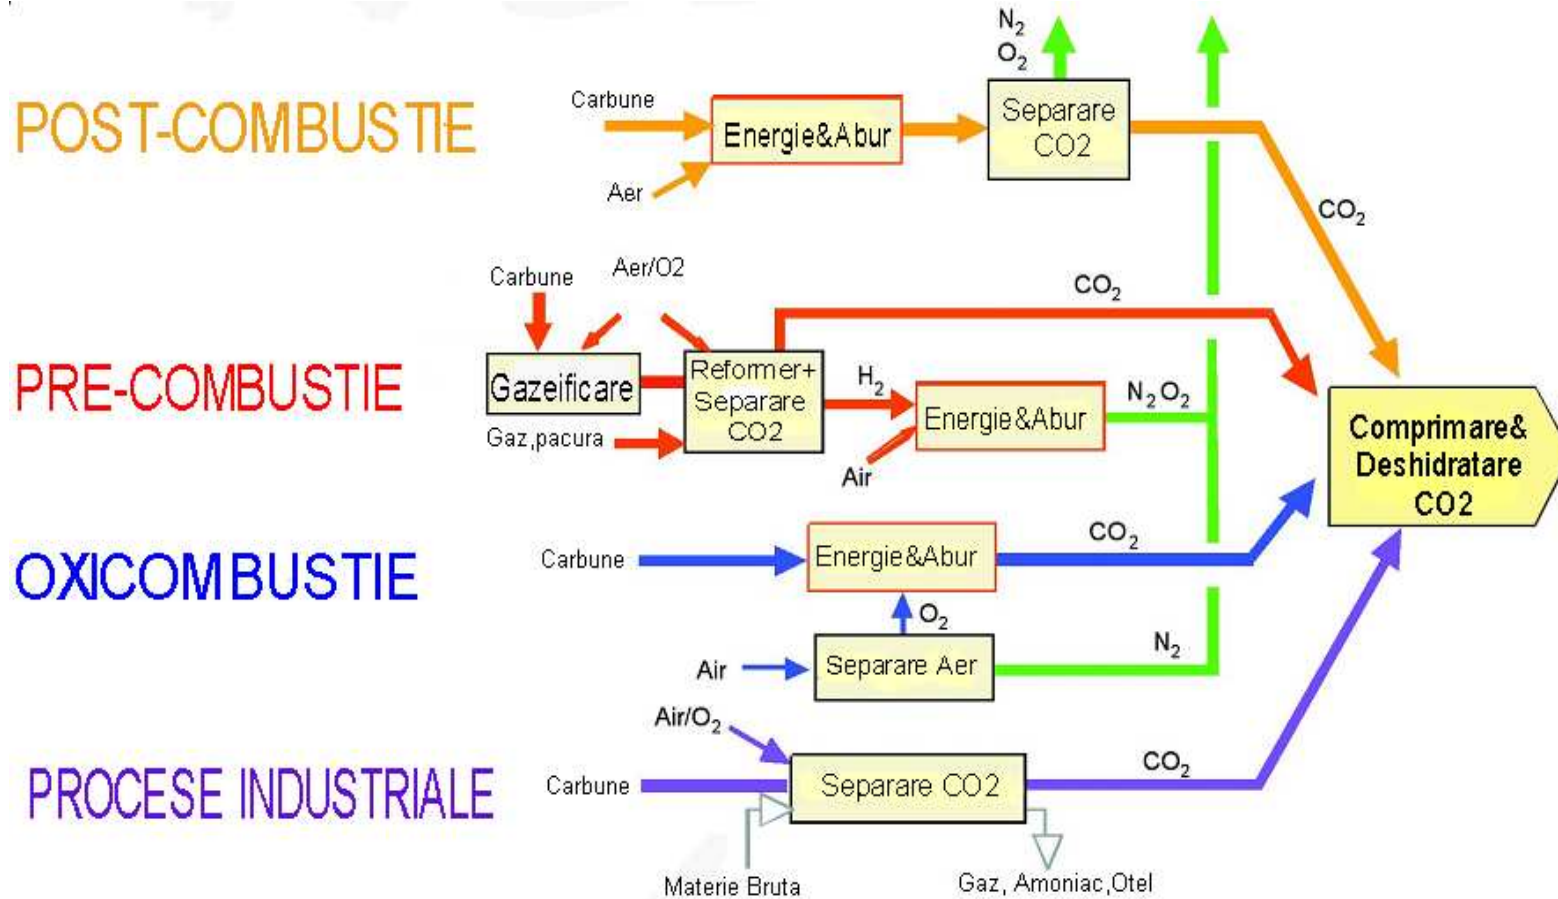 N2
O2
POST-COMBUSTIE
Carbune
Aer
Energie&Abur
Separare
CO2
CO2
PRE-COMBUSTIE
Carbune
Aer/O2
Gazeificare
Gaz,pacura
Reformer+
Separare
CO2
CO2
H2
Air
Energie&Abur
N2O2
Comprimare&
Deshidratare
CO2
OXICOMBUSTIE
Carbune
Energie&Abur
CO2
O2
Air
Separare Aer
N2
PROCESE INDUSTRIALE
Air/O2
Carbune
Separare CO2
CO2
Materie Bruta
Gaz, Amoniac,Otel